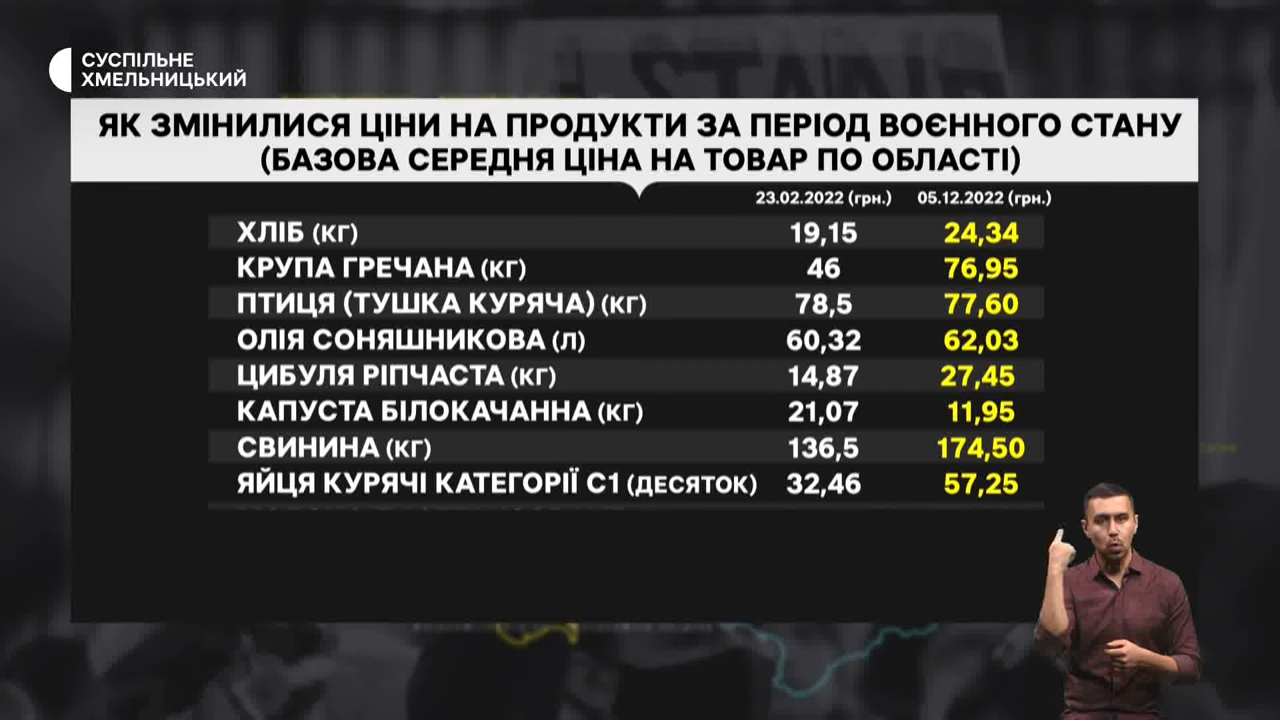 СУСПІЛЬНЕ
ХМЕЛЬНИЦЬКИЙ
ЯК ЗМІНИЛИСЯ ЦІНИ НА ПРОДУКТИ ЗА ПЕРІОД ВОЄННОГО СТАНУ
(БАЗОВА СЕРЕДНЯ ЦІНА НА ТОВАР ПО ОБЛАСТІ)
23.02.2022 (грн.) 05.12.2022 (грн.)
ХЛІБ (КГ) 19,15 24,34
КРУПА ГРЕЧАНА (КГ) 46 76,95
ПТИЦЯ (ТУШКА КУРЯЧА) (КГ) 78,5 77,60
ОЛІЯ СОНЯШНИКОВА (Л) 60,32 62,03
ЦИБУЛЯ РІПЧАСТА (КГ) 14,87 27,45
КАПУСТА БІЛОКАЧАННА (КГ) 21,07 11,95
СВИНИНА (КГ) 136,5 174,50
ЯЙЦЯ КУРЯЧІ КАТЕГОРІЇ С1 (ДЕСЯТОК) 32,46 57,25